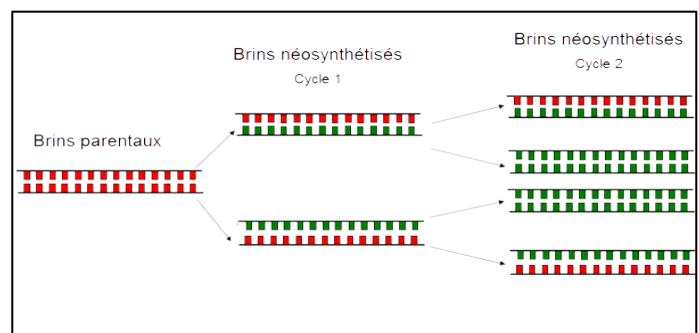 Brins parentaux
Brins néosynthétisés
Cycle 1
Brins néosynthétisés
Cycle 2